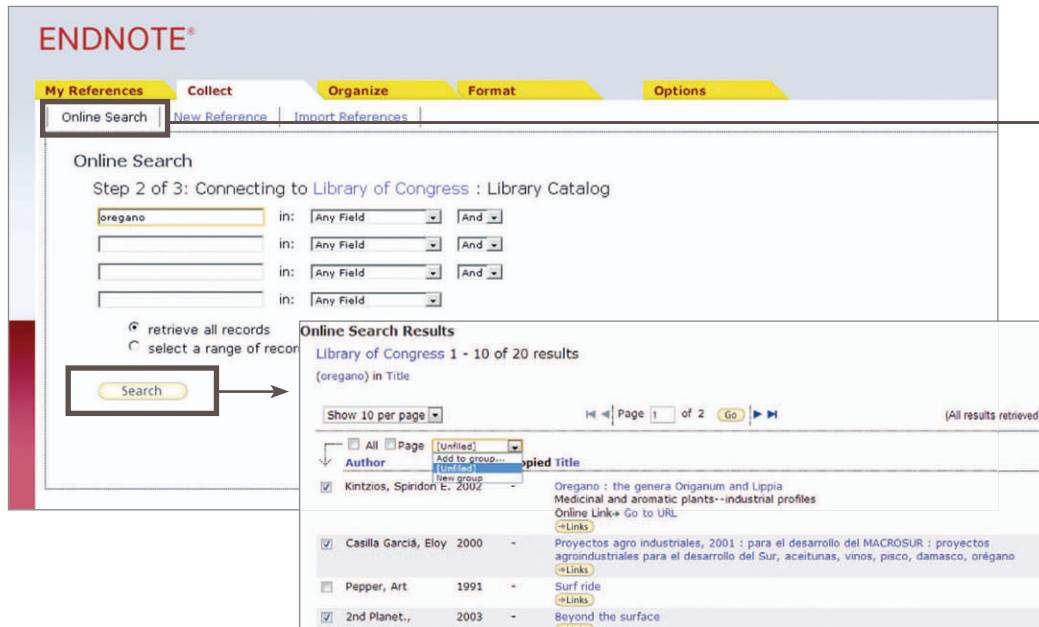 ENDNOTE®
My References Collect Organize Format Options
Online Search New Reference Import References
Online Search
Step 2 of 3: Connecting to Library of Congress : Library Catalog
oregano in: Any Field And
in: Any Field And
in: Any Field And
in: Any Field
retrieve all records
select a range of recor
Search
Online Search Results
Library of Congress 1 - 10 of 20 results
(oregano) in Title
Show 10 per page Page 1 of 2 Go (All results retrieved
All Page [Unfiled]
Add to group...
[Unfiled]
New group
Author opied Title
Kintzios, Spiridon E. 2002 - Oregano : the genera Origanum and Lippia
Medicinal and aromatic plants--industrial profiles
Online Link→ Go to URL
→Links
Casilla Garciá, Eloy 2000 - Proyectos agro industriales, 2001 : para el desarrollo del MACROSUR : proyectos
agroindustriales para el desarrollo del Sur, aceitunas, vinos, pisco, damasco, orégano
→Links
Pepper, Art 1991 - Surf ride
→Links
2nd Planet., 2003 - Beyond the surface